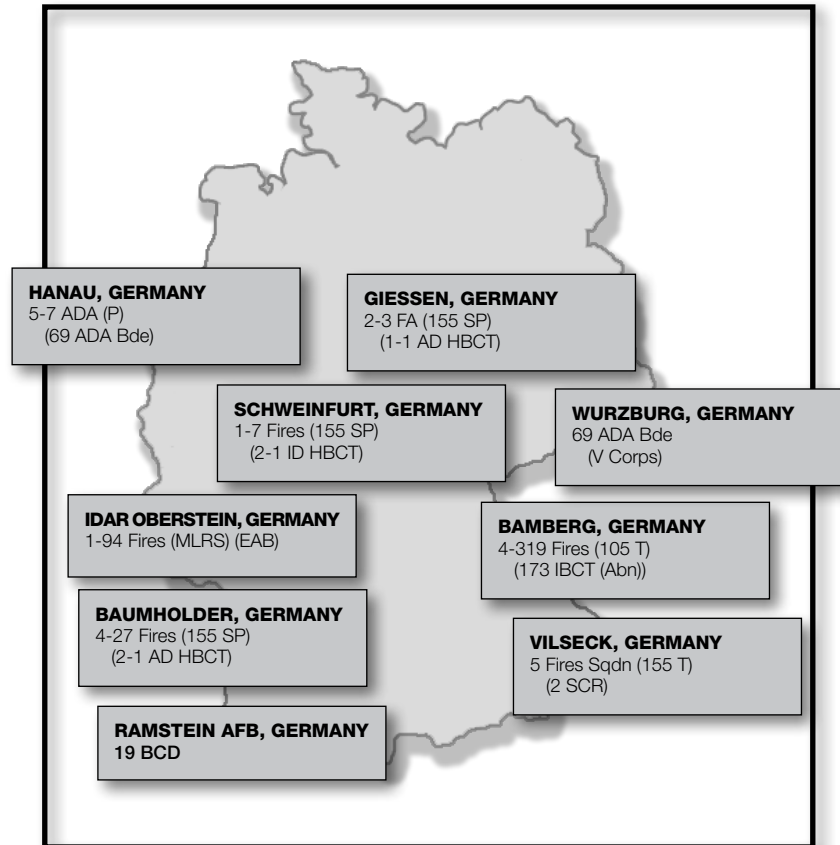 HANAU, GERMANY
5-7 ADA (P)
(69 ADA Bde)
GIESSEN, GERMANY
2-3 FA (155 SP)
(1-1 AD HBCT)
SCHWEINFURT, GERMANY
1-7 Fires (155 SP)
(2-1 ID HBCT)
WURZBURG, GERMANY
69 ADA Bde
(V Corps)
IDAR OBERSTEIN, GERMANY
1-94 Fires (MLRS) (EAB)
BAMBERG, GERMANY
4-319 Fires (105 T)
(173 IBCT (Abn))
BAUMHOLDER, GERMANY
4-27 Fires (155 SP)
(2-1 AD HBCT)
VILSECK, GERMANY
5 Fires Sqdn (155 T)
(2 SCR)
RAMSTEIN AFB, GERMANY
19 BCD